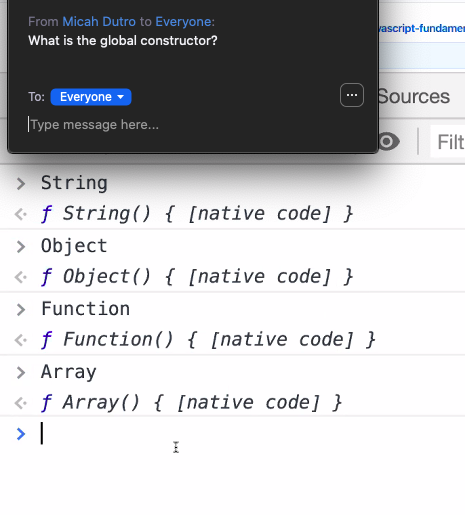 From Micah Dutro to Everyone:
What is the global constructor?
To: Everyone
Type message here...
vascript-fundamer
Sources
Filt
String
f String() { [native code] }
Object
f Object() { [native code] }
Function
f Function() { [native code] }
Array
f Array() { [native code] }